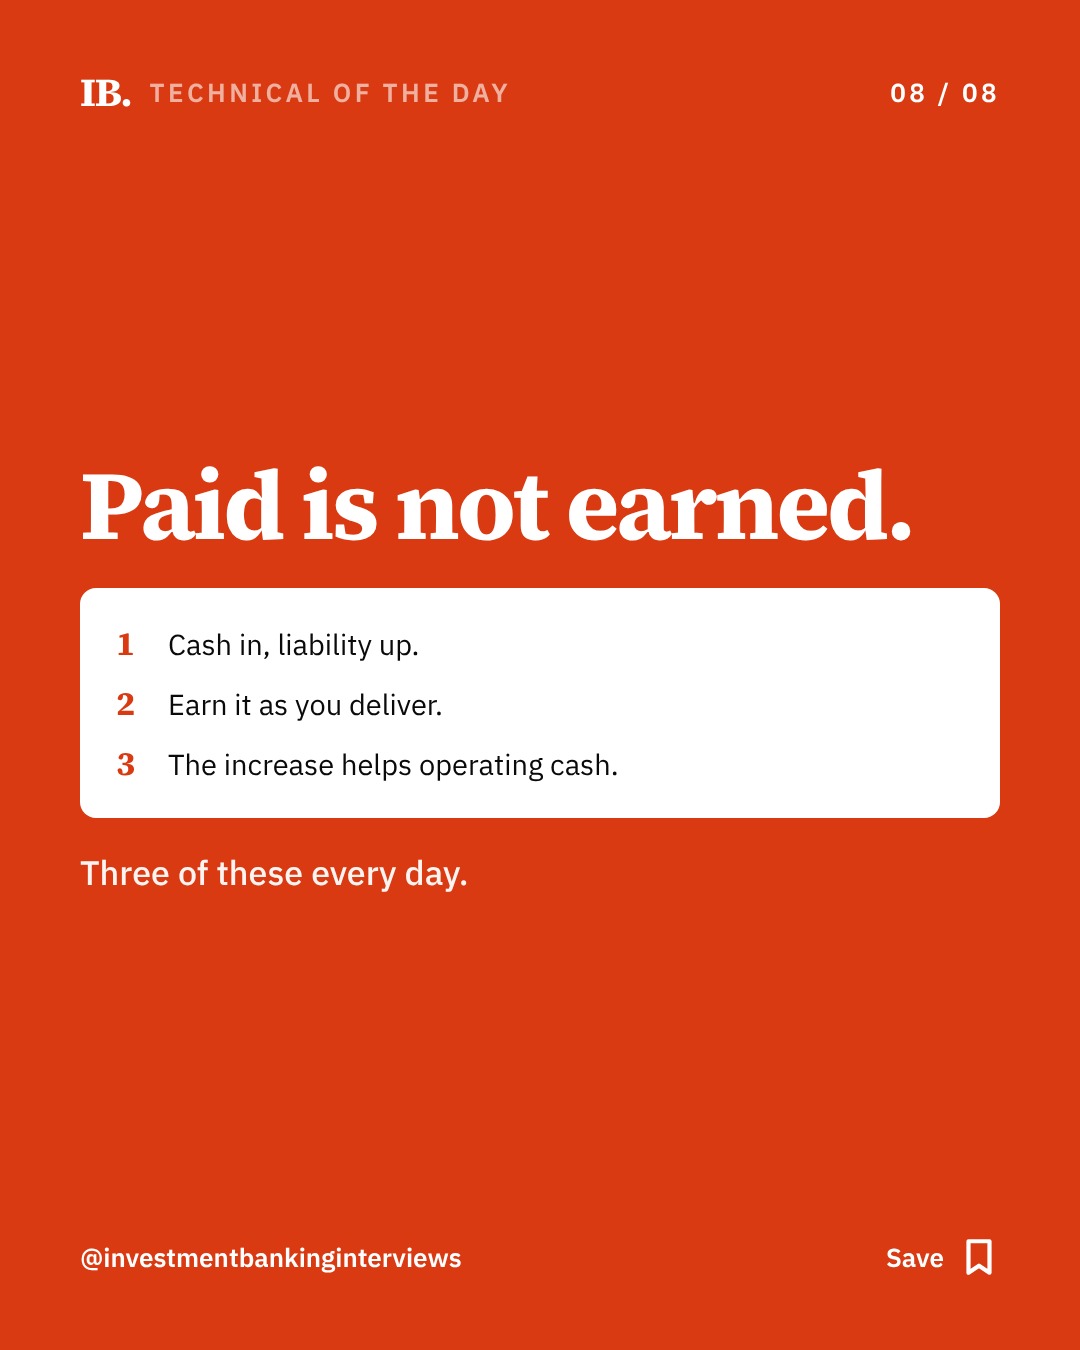 IB. TECHNICAL OF THE DAY 08 / 08
Paid is not earned.
1 Cash in, liability up.
2 Earn it as you deliver.
3 The increase helps operating cash.
Three of these every day.
@investmentbankinginterviews Save